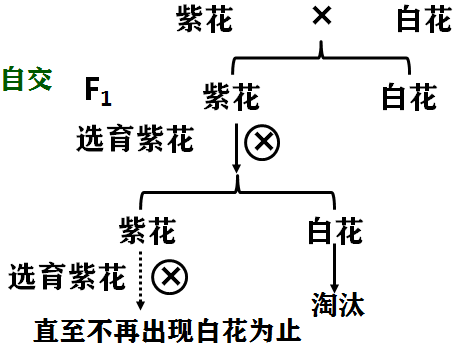 紫花 × 白花
自交 F₁ 紫花 白花
选育紫花 ⊗
紫花 白花
选育紫花 ⊗ 淘汰
直至不再出现白花为止